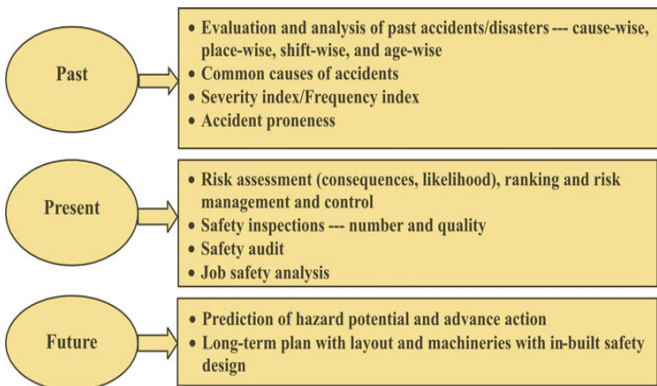 Past
• Evaluation and analysis of past accidents/disasters --- cause-wise,
place-wise, shift-wise, and age-wise
• Common causes of accidents
• Severity index/Frequency index
• Accident proneness
Present
• Risk assessment (consequences, likelihood), ranking and risk
management and control
• Safety inspections --- number and quality
• Safety audit
• Job safety analysis
Future
• Prediction of hazard potential and advance action
• Long-term plan with layout and machineries with in-built safety
design